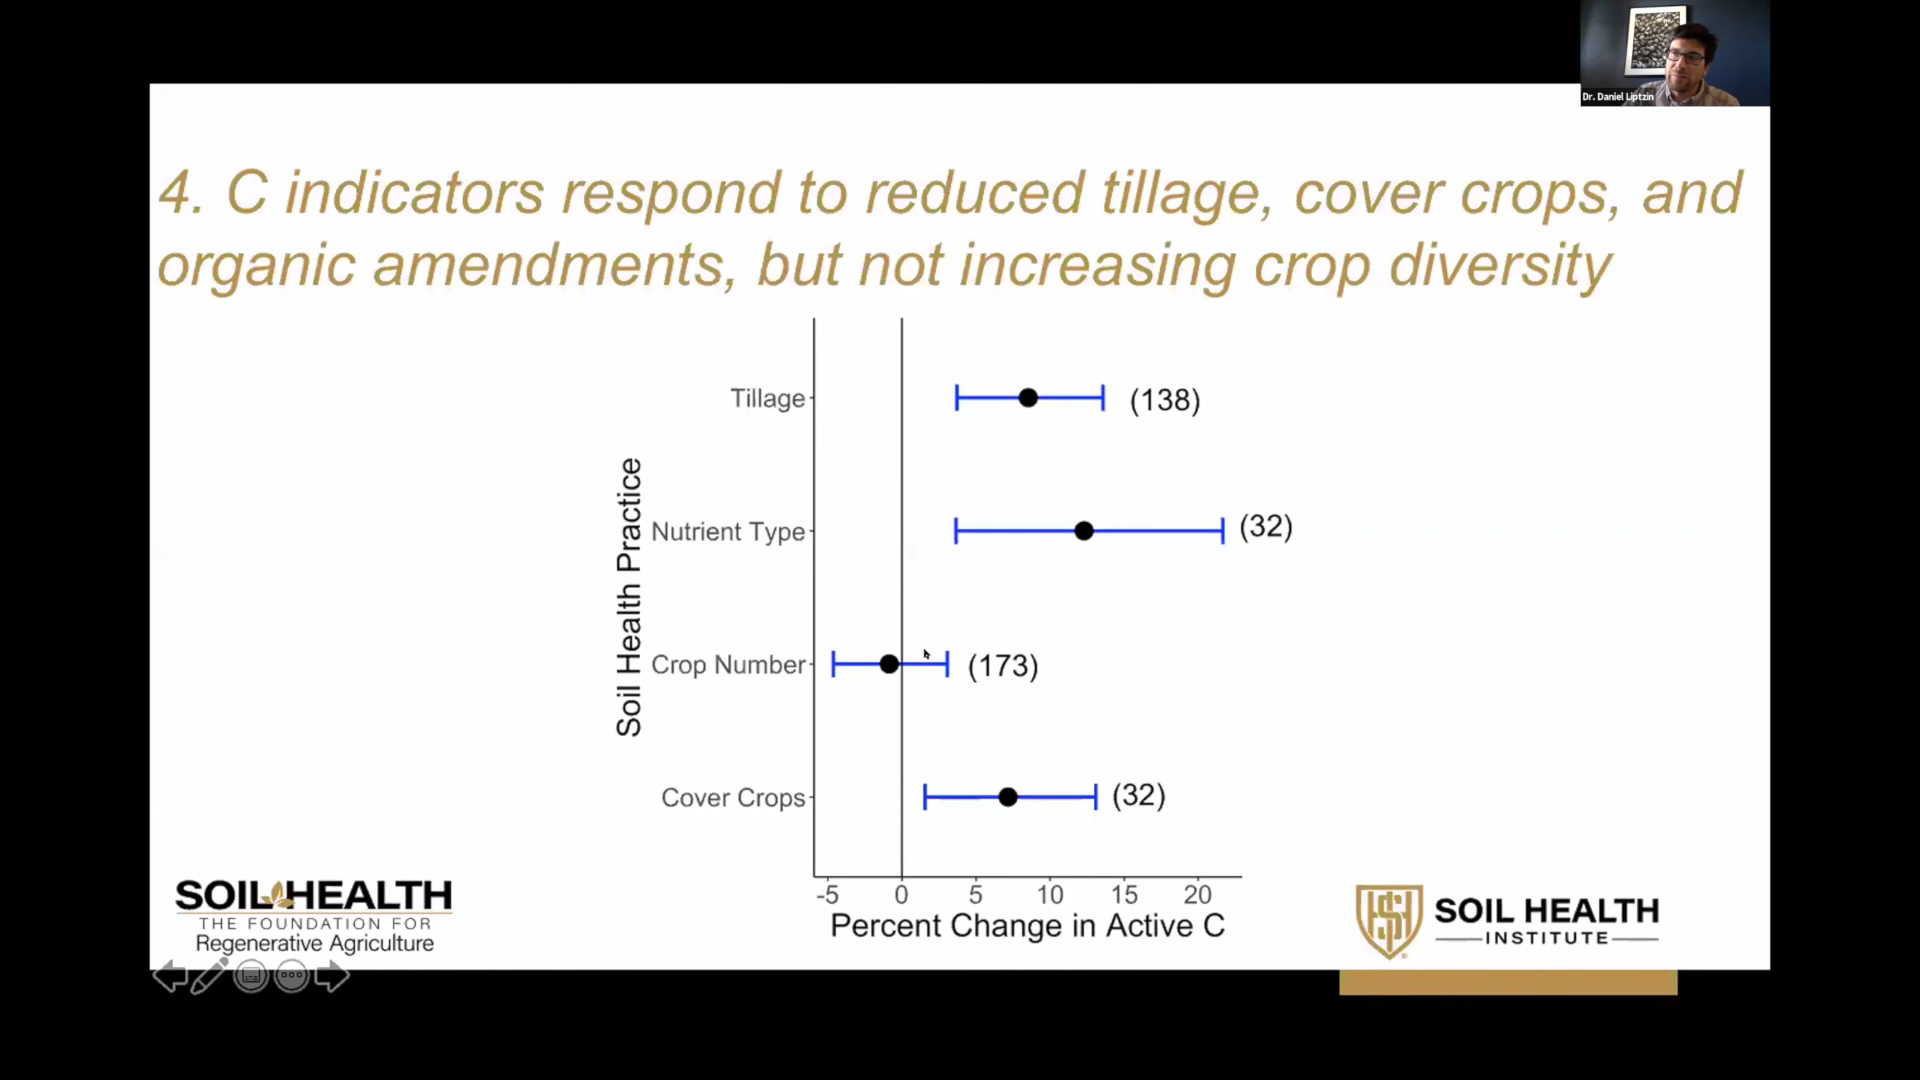 Dr. Daniel Liptzin
4. C indicators respond to reduced tillage, cover crops, and
organic amendments, but not increasing crop diversity
Soil Health Practice
Tillage
(138)
Nutrient Type
(32)
Crop Number
(173)
Cover Crops
(32)
-5 0 5 10 15 20
Percent Change in Active C
SOIL HEALTH
THE FOUNDATION FOR
Regenerative Agriculture
SOIL HEALTH
INSTITUTE